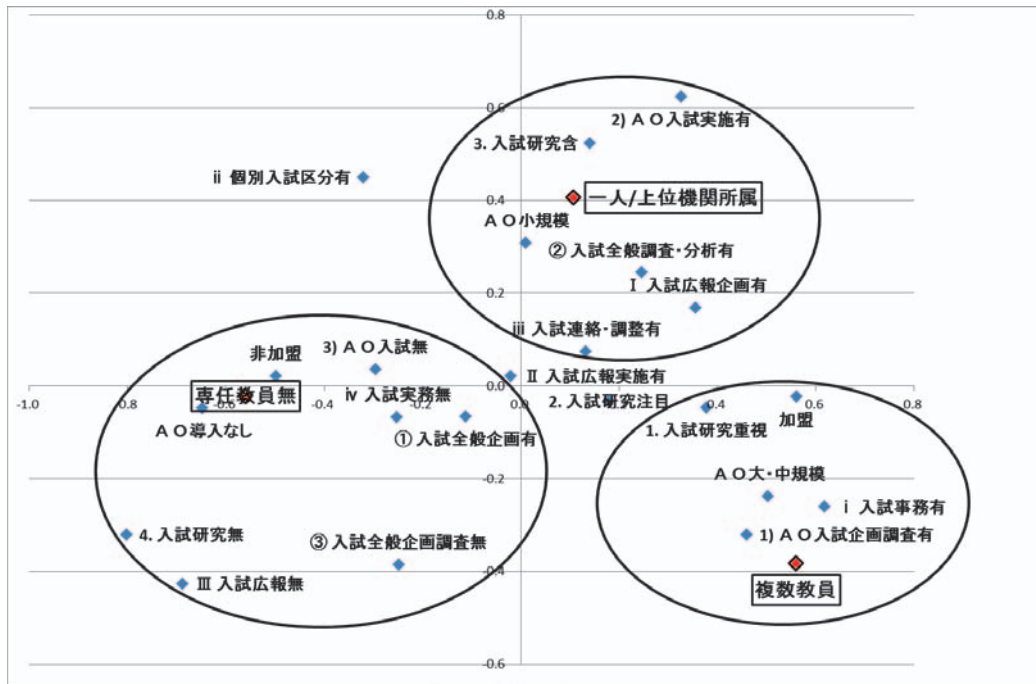 0.8
0.6
2) ＡＯ入試実施有
3. 入試研究含
ⅱ 個別入試区分有
0.4
一人/上位機関所属
ＡＯ小規模
② 入試全般調査・分析有
Ⅰ 入試広報企画有
0.2
ⅲ 入試連絡・調整有
3) ＡＯ入試無
非加盟
Ⅱ 入試広報実施有
0.0
-1.0
-0.8
-0.6
-0.4
-0.2
0.0
0.2
0.4
0.6
0.8
専任教員無
ⅳ 入試実務無
2. 入試研究注目
加盟
ＡＯ導入なし
① 入試全般企画有
1. 入試研究重視
ＡＯ大・中規模
-0.2
ⅰ 入試事務有
4. 入試研究無
③ 入試全般企画調査無
1) ＡＯ入試企画調査有
-0.4
Ⅲ 入試広報無
複数教員
-0.6